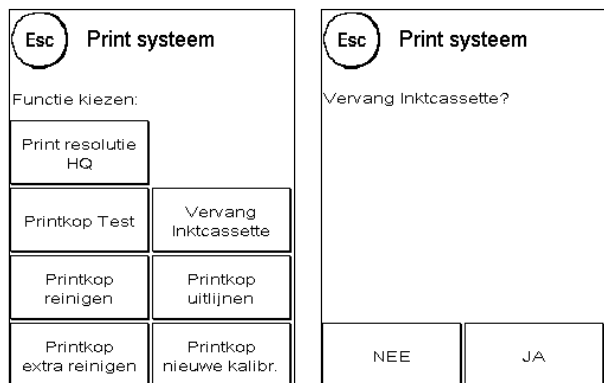 Esc Print systeem
Functie kiezen:
Print resolutie
HQ
Printkop Test
Vervang
Inktcassette
Printkop
reinigen
Printkop
uitlijnen
Printkop
extra reinigen
Printkop
nieuwe kalibr.
Esc Print systeem
Vervang Inktcassette?
NEE
JA